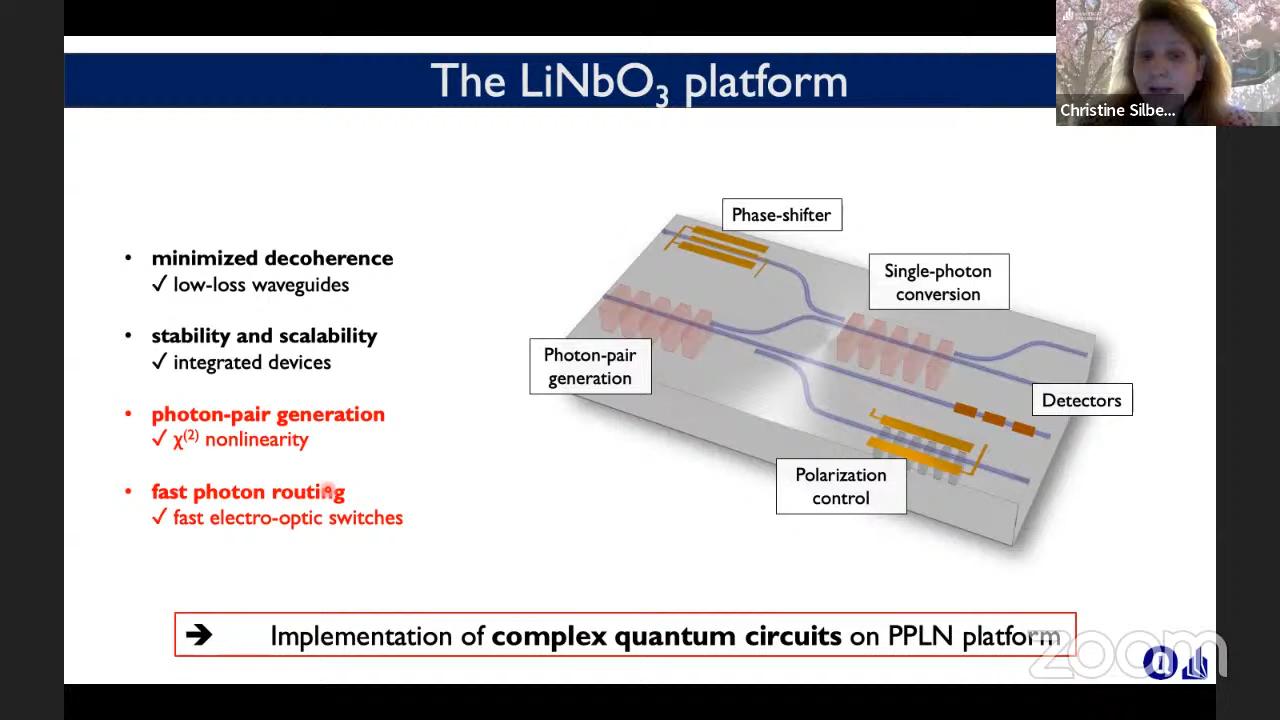 The LiNbO₃ platform
Christine Silbe...
• minimized decoherence
✓ low-loss waveguides
• stability and scalability
✓ integrated devices
• photon-pair generation
✓ χ⁽²⁾ nonlinearity
• fast photon routing
✓ fast electro-optic switches
Phase-shifter
Single-photon
conversion
Photon-pair
generation
Detectors
Polarization
control
➔ Implementation of complex quantum circuits on PPLN platform
zoom